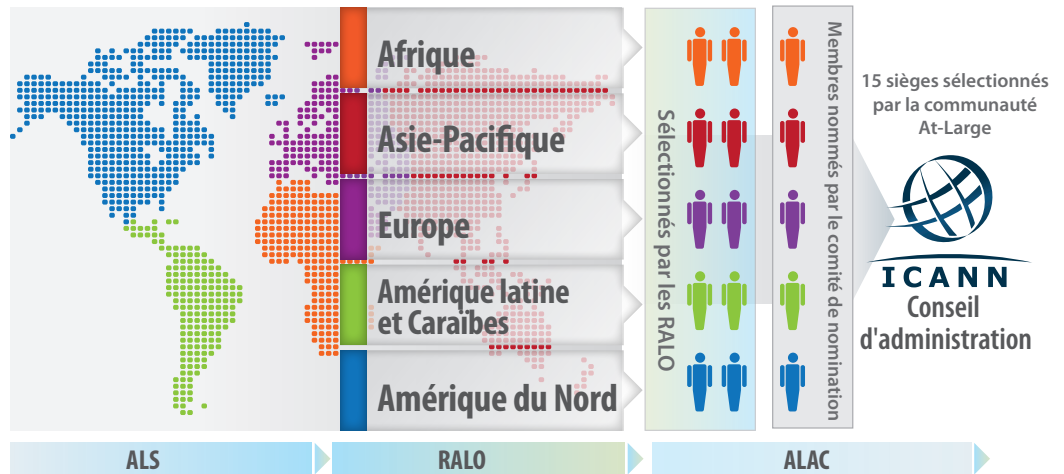 Afrique
Asie-Pacifique
Europe
Amérique latine
et Caraïbes
Amérique du Nord
Sélectionnés par les RALO
Membres nommés par le comité de nomination
15 sièges sélectionnés
par la communauté
At-Large
ICANN
Conseil
d'administration
ALS
RALO
ALAC